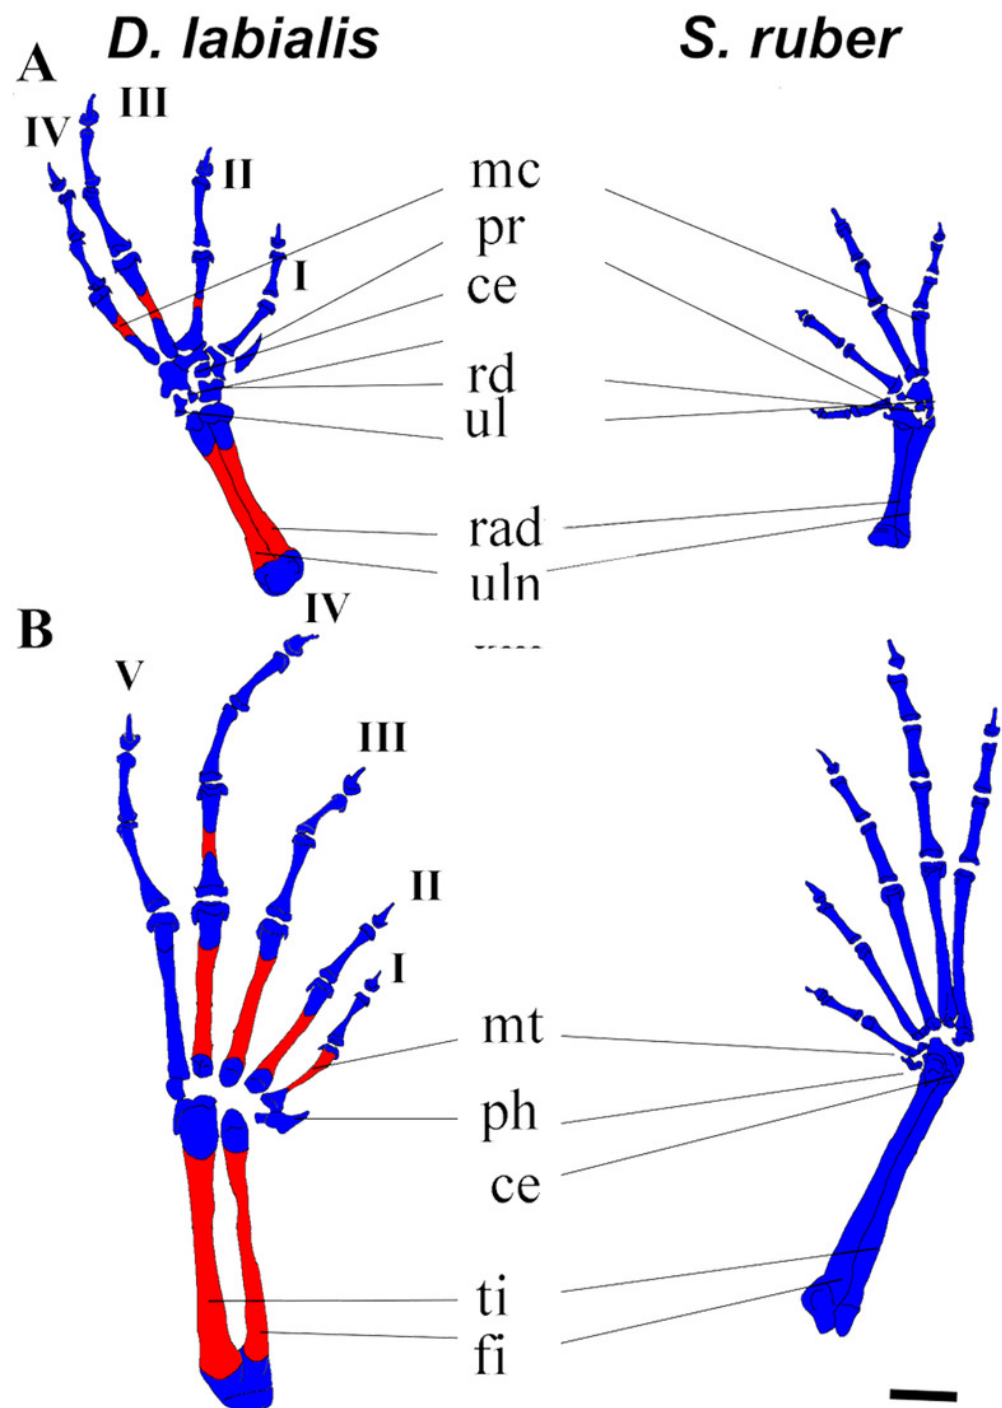 D. labialis S. ruber
A
III
IV
II
I
mc
pr
ce
rd
ul
rad
uln
B
IV
V
III
II
I
mt
ph
ce
ti
fi